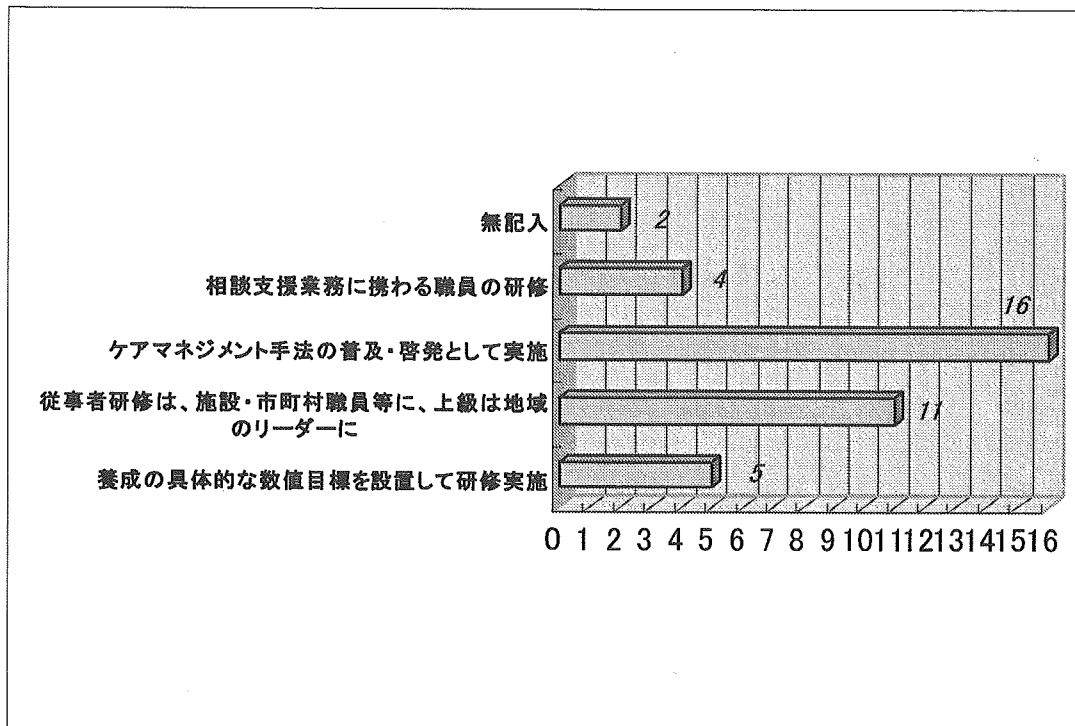 無記入
2
相談支援業務に携わる職員の研修
4
16
ケアマネジメント手法の普及・啓発として実施
従事者研修は、施設・市町村職員等に、上級は地域
のリーダーに
11
養成の具体的な数値目標を設置して研修実施
5
0 1 2 3 4 5 6 7 8 9 10 11 12 13 14 15 16